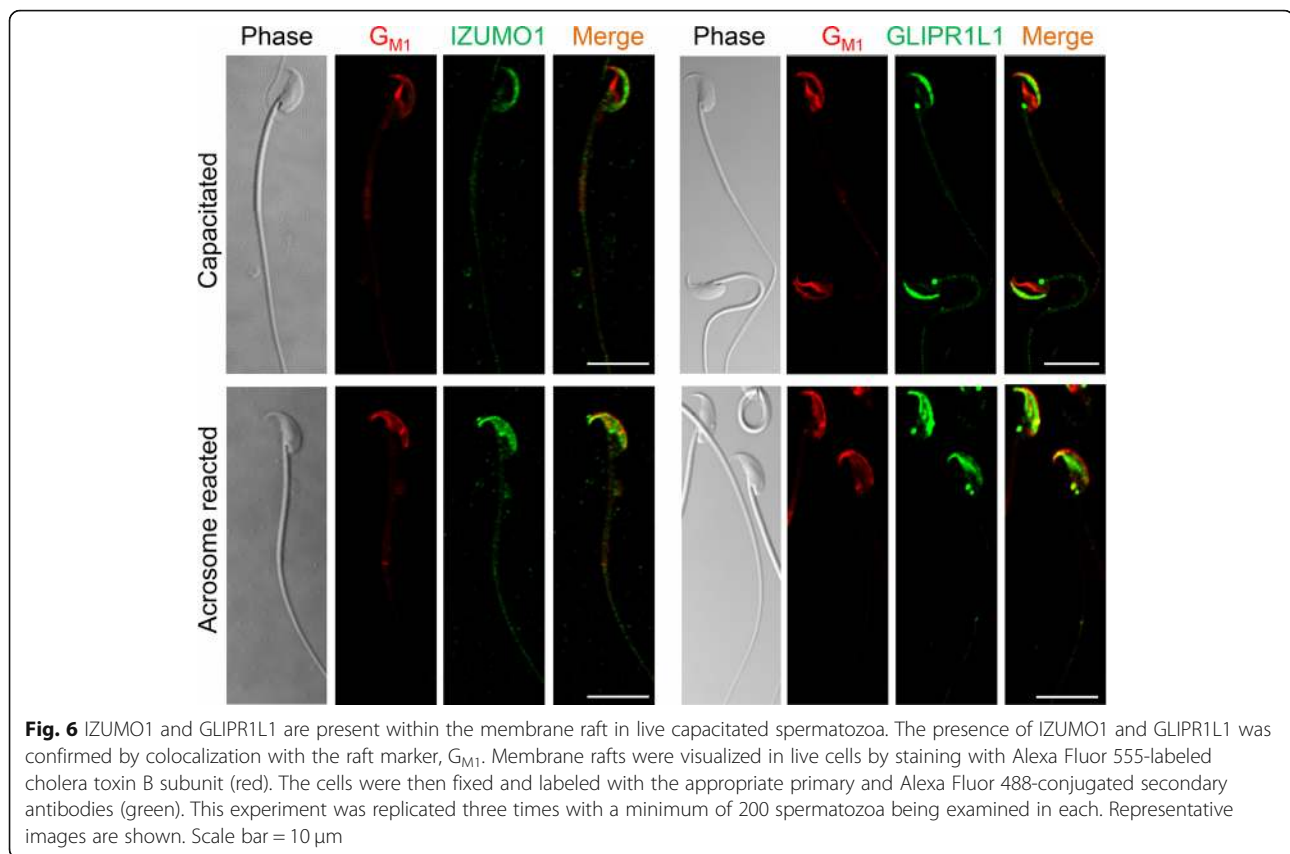 Phase G_M1 IZUMO1 Merge Phase G_M1 GLIPR1L1 Merge
Capacitated
Acrosome reacted
Fig. 6 IZUMO1 and GLIPR1L1 are present within the membrane raft in live capacitated spermatozoa. The presence of IZUMO1 and GLIPR1L1 was
confirmed by colocalization with the raft marker, G_M1. Membrane rafts were visualized in live cells by staining with Alexa Fluor 555-labeled
cholera toxin B subunit (red). The cells were then fixed and labeled with the appropriate primary and Alexa Fluor 488-conjugated secondary
antibodies (green). This experiment was replicated three times with a minimum of 200 spermatozoa being examined in each. Representative
images are shown. Scale bar = 10 μm